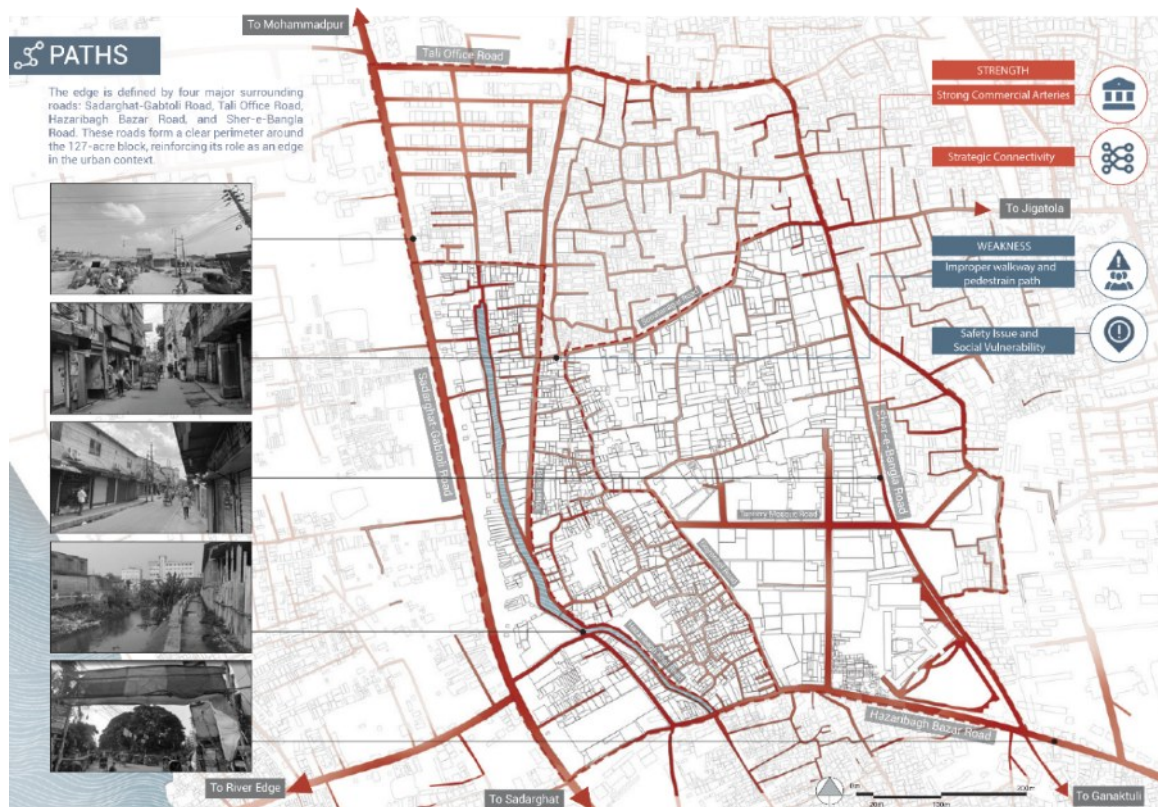 To Mohammadpur
PATHS
Tali Office Road
The edge is defined by four major surrounding
roads: Sadarghat-Gabtoli Road, Tali Office Road,
Hazaribagh Bazar Road, and Sher-e-Bangla
Road. These roads form a clear perimeter around
the 127-acre block, reinforcing its role as an edge
in the urban context
STRENGTH
Strong Commercial Arteries
Strategic Connectivity
To Jigatola
WEAKNESS
Improper walkway and
pedestrain path
Safety Issue and
Social Vulnerability
Sadarghat-Gabtoli Road
Sher-e-Bangla Road
Tannery Mosque Road
Hazaribagh Bazar Road
To River Edge
To Sadarghat
To Ganaktuli
0m
20m
100m
200m